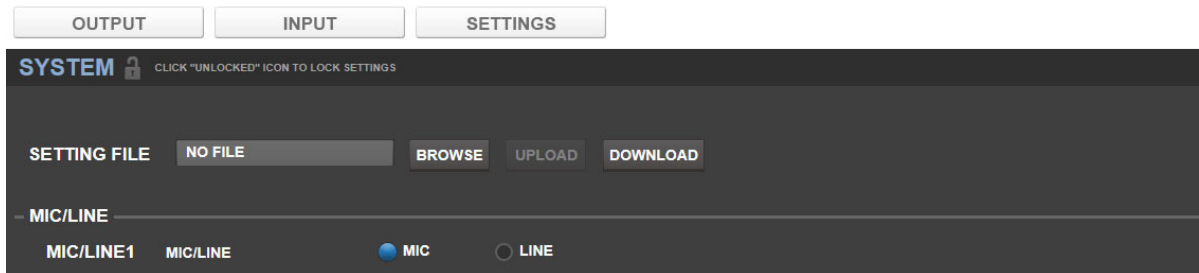 OUTPUT INPUT SETTINGS
SYSTEM CLICK "UNLOCKED" ICON TO LOCK SETTINGS
SETTING FILE NO FILE BROWSE UPLOAD DOWNLOAD
MIC/LINE
MIC/LINE1 MIC/LINE MIC LINE